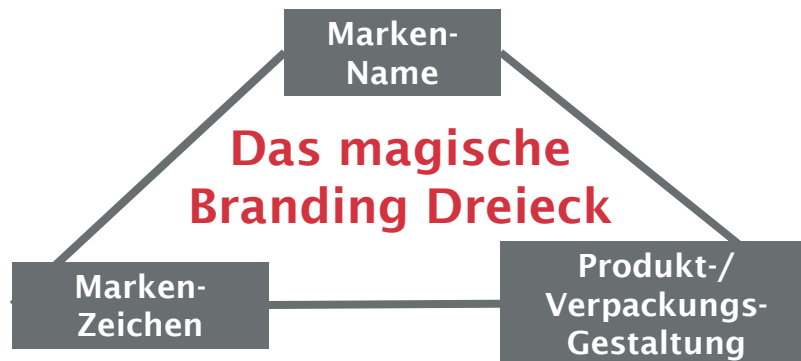 Marken-
Name
Das magische
Branding Dreieck
Marken-
Zeichen
Produkt-/
Verpackungs-
Gestaltung